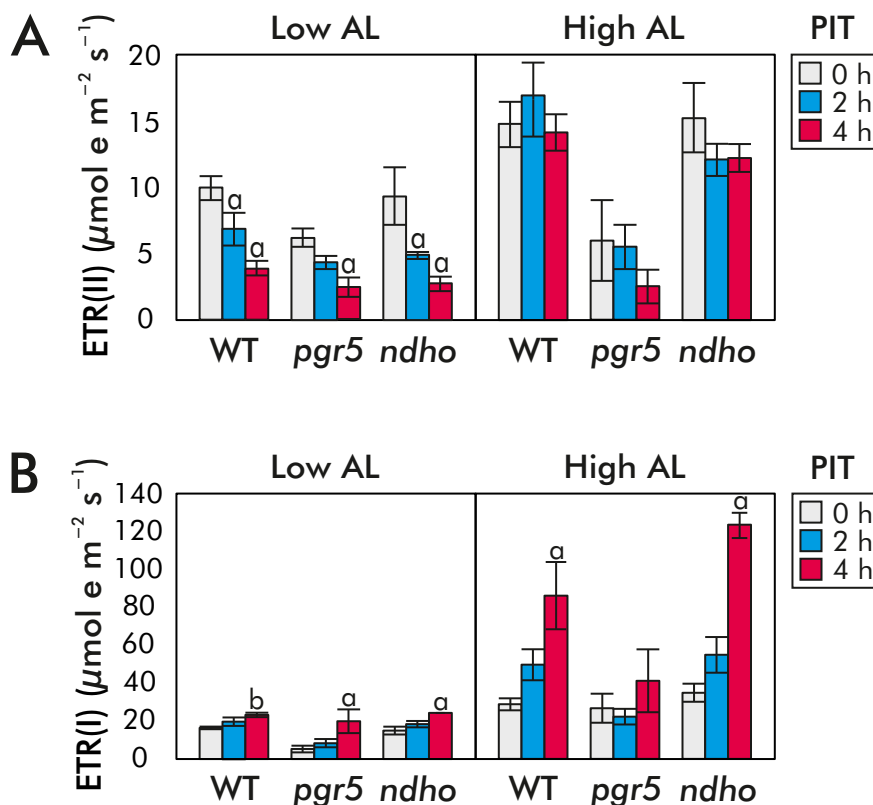 A
Low AL
High AL
PIT
ETR(II) (µmol e m⁻² s⁻¹)
20
15
10
5
0
0 h
2 h
4 h
a
a
a
a
a
WT
pgr5
ndho
WT
pgr5
ndho
B
Low AL
High AL
PIT
ETR(I) (µmol e m⁻² s⁻¹)
140
120
100
80
60
40
20
0
0 h
2 h
4 h
b
a
a
a
a
WT
pgr5
ndho
WT
pgr5
ndho